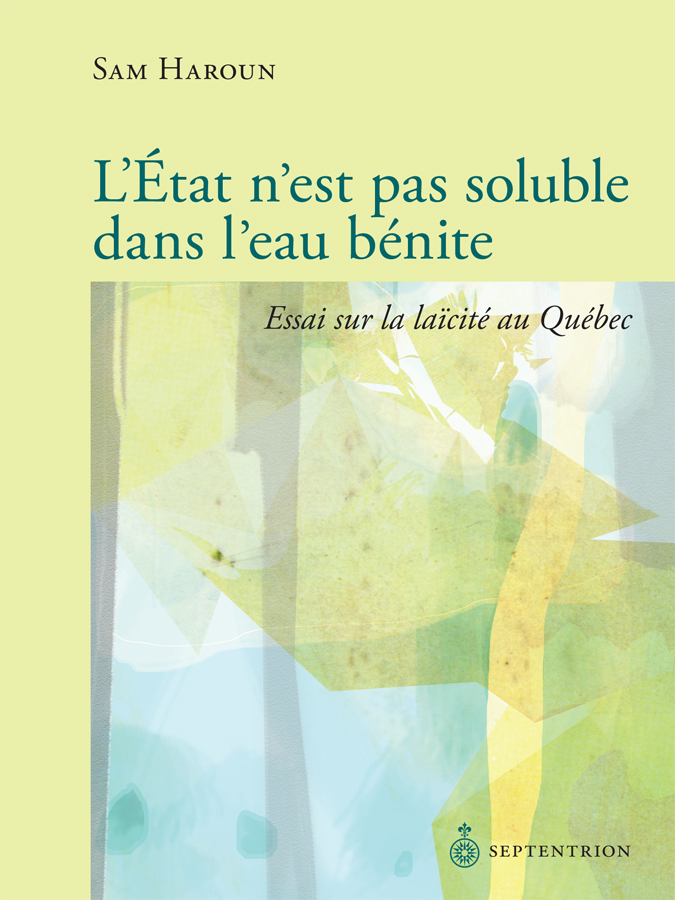 Sam Haroun
L’État n’est pas soluble
dans l’eau bénite
Essai sur la laïcité au Québec
SEPTENTRION